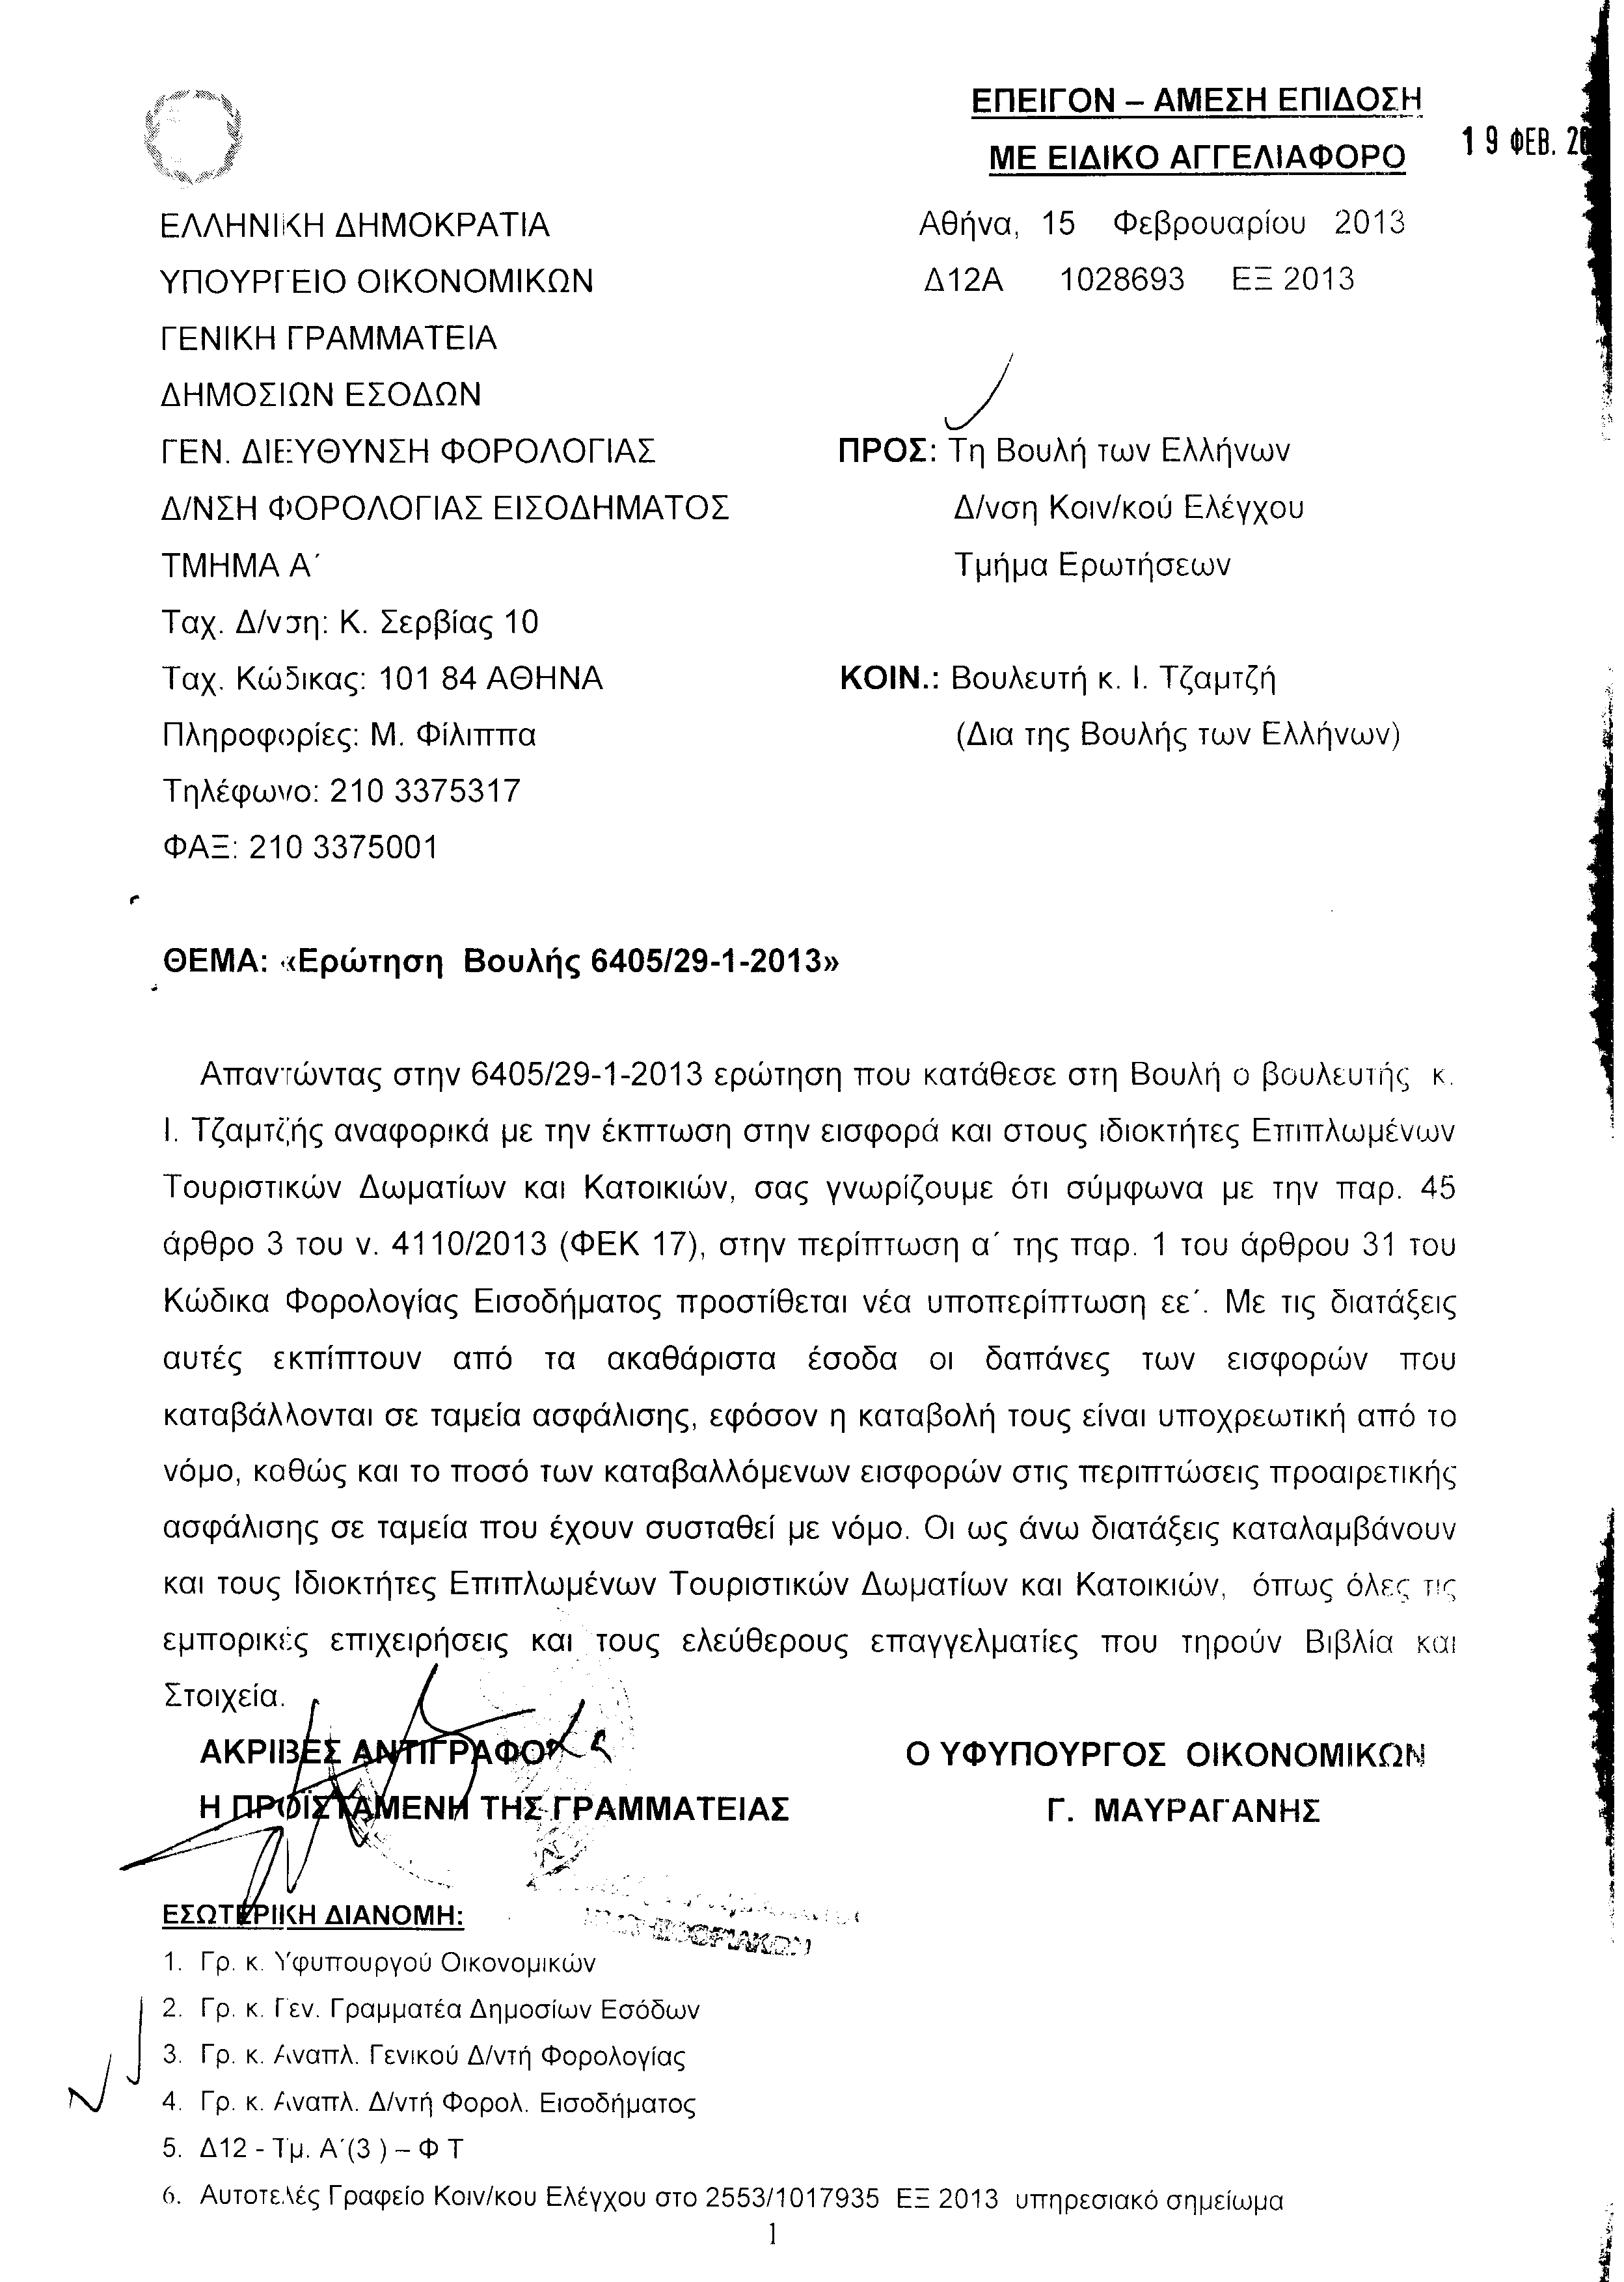 ΕΠΕΙΓΟΝ – ΑΜΕΣΗ ΕΠΙΔΟΣΗ
ΜΕ ΕΙΔΙΚΟ ΑΓΓΕΛΙΑΦΟΡΟ
19 ΦΕΒ.
ΕΛΛΗΝΙΚΗ ΔΗΜΟΚΡΑΤΙΑ
ΥΠΟΥΡΓΕΙΟ ΟΙΚΟΝΟΜΙΚΩΝ
ΓΕΝΙΚΗ ΓΡΑΜΜΑΤΕΙΑ
ΔΗΜΟΣΙΩΝ ΕΣΟΔΩΝ
ΓΕΝ. ΔΙΕΥΘΥΝΣΗ ΦΟΡΟΛΟΓΙΑΣ
Δ/ΝΣΗ ΦΟΡΟΛΟΓΙΑΣ ΕΙΣΟΔΗΜΑΤΟΣ
ΤΜΗΜΑ Α΄
Ταχ. Δ/νση: Κ. Σερβίας 10
Ταχ. Κώδικας: 101 84 ΑΘΗΝΑ
Πληροφορίες: Μ. Φίλιππα
Τηλέφωνο: 210 3375317
ΦΑΞ: 210 3375001
Αθήνα, 15 Φεβρουαρίου 2013
Δ12Α 1028693 ΕΞ 2013
ΠΡΟΣ: Τη Βουλή των Ελλήνων
Δ/νση Κοιν/κού Ελέγχου
Τμήμα Ερωτήσεων
ΚΟΙΝ.: Βουλευτή κ. Ι. Τζαμτζή
(Δια της Βουλής των Ελλήνων)
ΘΕΜΑ: «Ερώτηση Βουλής 6405/29-1-2013»
Απαντώντας στην 6405/29-1-2013 ερώτηση που κατάθεσε στη Βουλή ο βουλευτής κ.
Ι. Τζαμτζής αναφορικά με την έκπτωση στην εισφορά και στους ιδιοκτήτες Επιπλωμένων
Τουριστικών Δωματίων και Κατοικιών, σας γνωρίζουμε ότι σύμφωνα με την παρ. 45
άρθρο 3 του ν. 4110/2013 (ΦΕΚ 17), στην περίπτωση α΄ της παρ. 1 του άρθρου 31 του
Κώδικα Φορολογίας Εισοδήματος προστίθεται νέα υποπερίπτωση εε΄. Με τις διατάξεις
αυτές εκπίπτουν από τα ακαθάριστα έσοδα οι δαπάνες των εισφορών που
καταβάλλονται σε ταμεία ασφάλισης, εφόσον η καταβολή τους είναι υποχρεωτική από το
νόμο, καθώς και το ποσό των καταβαλλόμενων εισφορών στις περιπτώσεις προαιρετικής
ασφάλισης σε ταμεία που έχουν συσταθεί με νόμο. Οι ως άνω διατάξεις καταλαμβάνουν
και τους Ιδιοκτήτες Επιπλωμένων Τουριστικών Δωματίων και Κατοικιών, όπως όλες τις
εμπορικές επιχειρήσεις και τους ελεύθερους επαγγελματίες που τηρούν Βιβλία και
Στοιχεία.
ΑΚΡΙΒΕΣ ΑΝΤΙΓΡΑΦΟ
Η ΠΡΟΪΣΤΑΜΕΝΗ ΤΗΣ ΓΡΑΜΜΑΤΕΙΑΣ
Ο ΥΦΥΠΟΥΡΓΟΣ ΟΙΚΟΝΟΜΙΚΩΝ
Γ. ΜΑΥΡΑΓΑΝΗΣ
ΕΣΩΤΕΡΙΚΗ ΔΙΑΝΟΜΗ:
1. Γρ. κ. Υφυπουργού Οικονομικών
2. Γρ. κ. Γεν. Γραμματέα Δημοσίων Εσόδων
3. Γρ. κ. Αναπλ. Γενικού Δ/ντή Φορολογίας
4. Γρ. κ. Αναπλ. Δ/ντή Φορολ. Εισοδήματος
5. Δ12 - Τμ. Α΄(3 ) – Φ Τ
6. Αυτοτελές Γραφείο Κοιν/κου Ελέγχου στο 2553/1017935 ΕΞ 2013 υπηρεσιακό σημείωμα
1